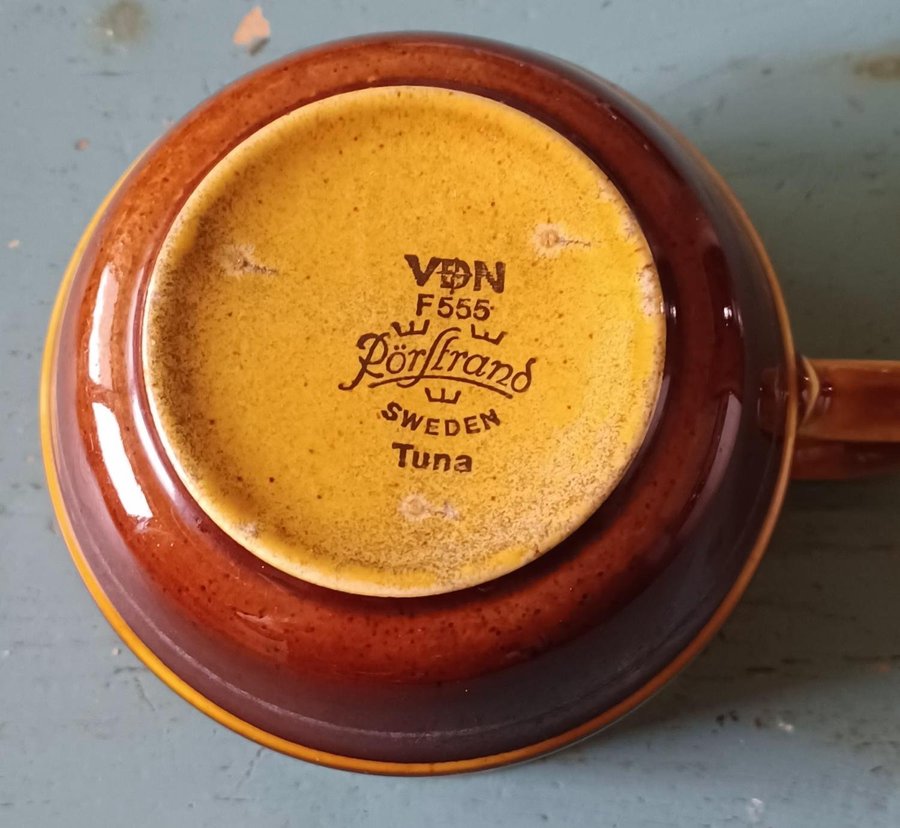 VDN
F555
Rörstrand
SWEDEN
Tuna